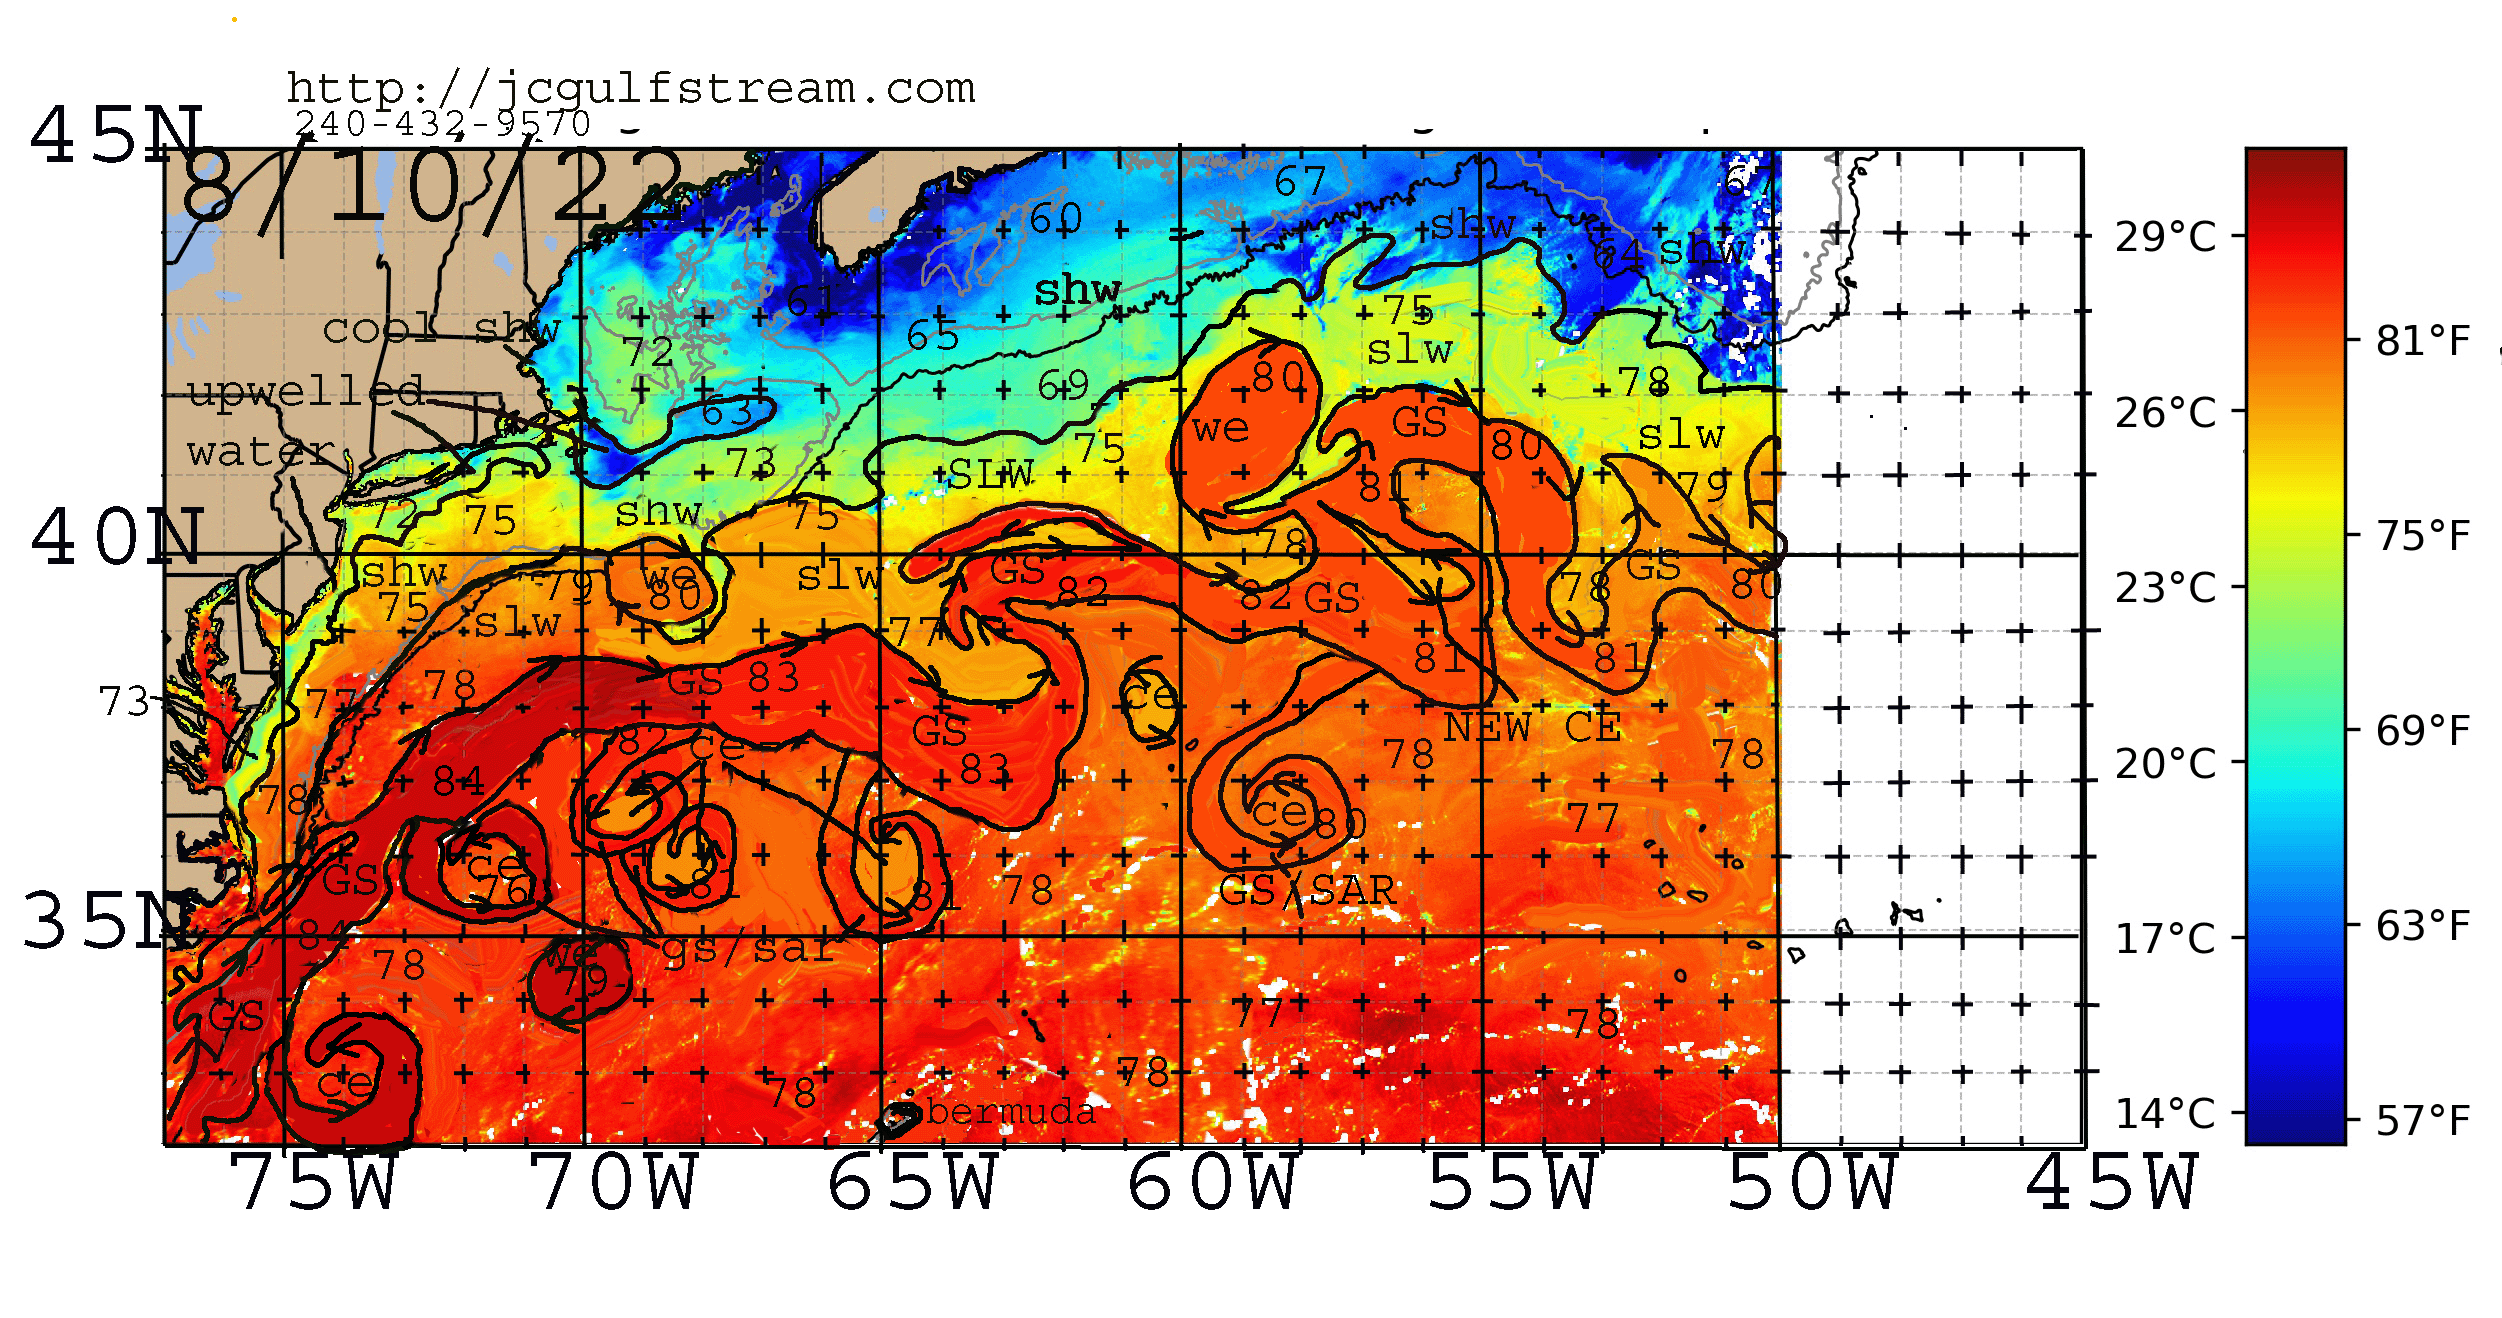 http://jcgulfstream.com
240-432-9570
45N
8/10/22
67
67
60
shw
64 shw
shw
61
75
cool shw
65
72
slw
upwelled
69
80
78
63
we
GS
80
slw
water
73
SLW
75
81
79
72
75
shw
75
78
40N
shw
79
we
80
slw
GS
82
82 GS
78
GS
80
75
slw
77
81
81
73
77
78
GS
83
ce
GS
NEW CE
82
ce
78
78
84
83
78
ce
80
77
GS
ce
76
81
81
78
GS/SAR
35N
84
78
we
gs/sar
79
GS
77
78
ce
78
78
bermuda
75W
70W
65W
60W
55W
50W
45W
29°C
81°F
26°C
75°F
23°C
69°F
20°C
63°F
17°C
14°C
57°F